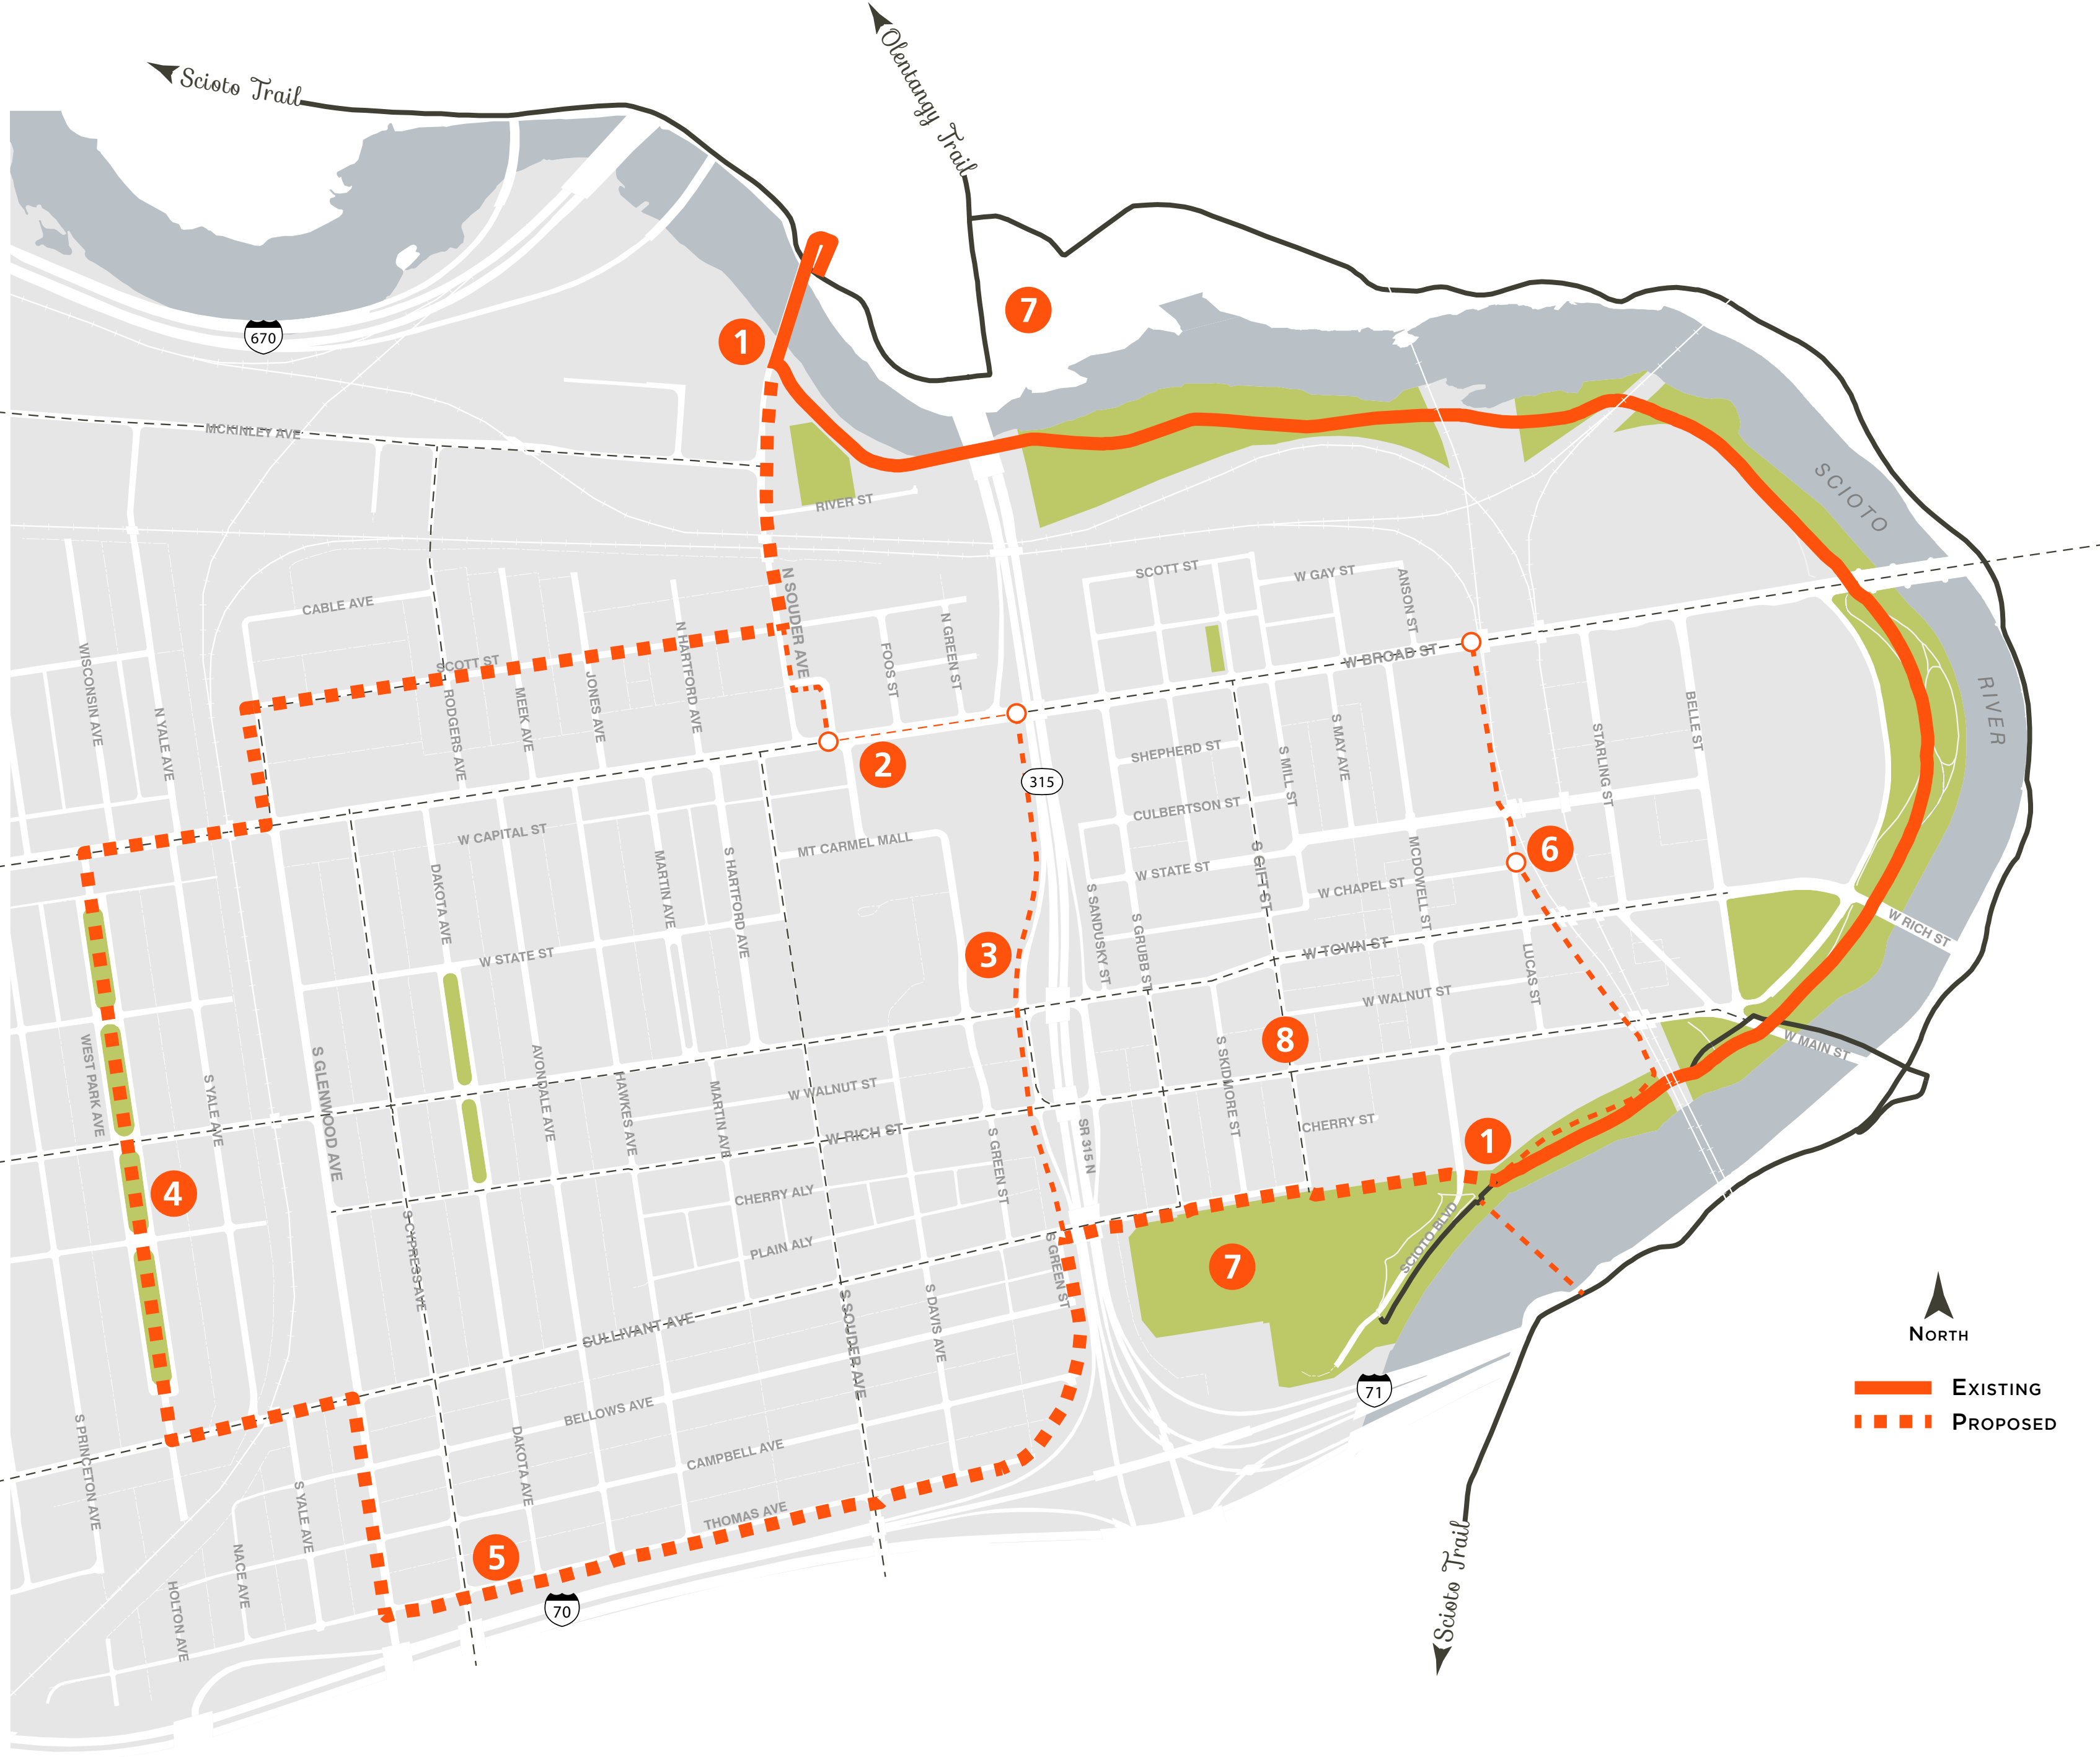 Scioto Trail
Olentangy Trail
7
1
670
MCKINLEY AVE
SCIOTO
RIVER ST
SCOTT ST
W GAY ST
ANSON ST
N SOUDER AVE
CABLE AVE
WISCONSIN AVE
N YALE AVE
SCOTT ST
RODGERS AVE
MEEK AVE
JONES AVE
N HARTFORD AVE
FOOS ST
N GREEN ST
W BROAD ST
RIVER
2
315
SHEPHERD ST
S MILL ST
S MAY AVE
STARLING ST
BELLE ST
CULBERTSON ST
W CAPITAL ST
MT CARMEL MALL
6
DAKOTA AVE
MARTIN AVE
S HARTFORD AVE
W STATE ST
S GIFT ST
W CHAPEL ST
MCDOWELL ST
S SANDUSKY ST
S GRUBB ST
W RICH ST
3
W STATE ST
W TOWN ST
LUCAS ST
W WALNUT ST
8
W MAIN ST
WEST PARK AVE
S YALE AVE
S GLENWOOD AVE
AVONDALE AVE
HAWKES AVE
MARTIN AVE
W WALNUT ST
S SKIDMORE ST
W RICH ST
CHERRY ST
1
S GREEN ST
SR 315 N
4
CHERRY ALY
PLAIN ALY
S CYPRESS AVE
S GREEN ST
7
SCIOTO BLVD
SULLIVANT AVE
S SOUDER AVE
S DAVIS AVE
71
NORTH
EXISTING
PROPOSED
BELLOWS AVE
CAMPBELL AVE
S PRINCETON AVE
DAKOTA AVE
S YALE AVE
THOMAS AVE
5
NACE AVE
HOLTON AVE
70
Scioto Trail